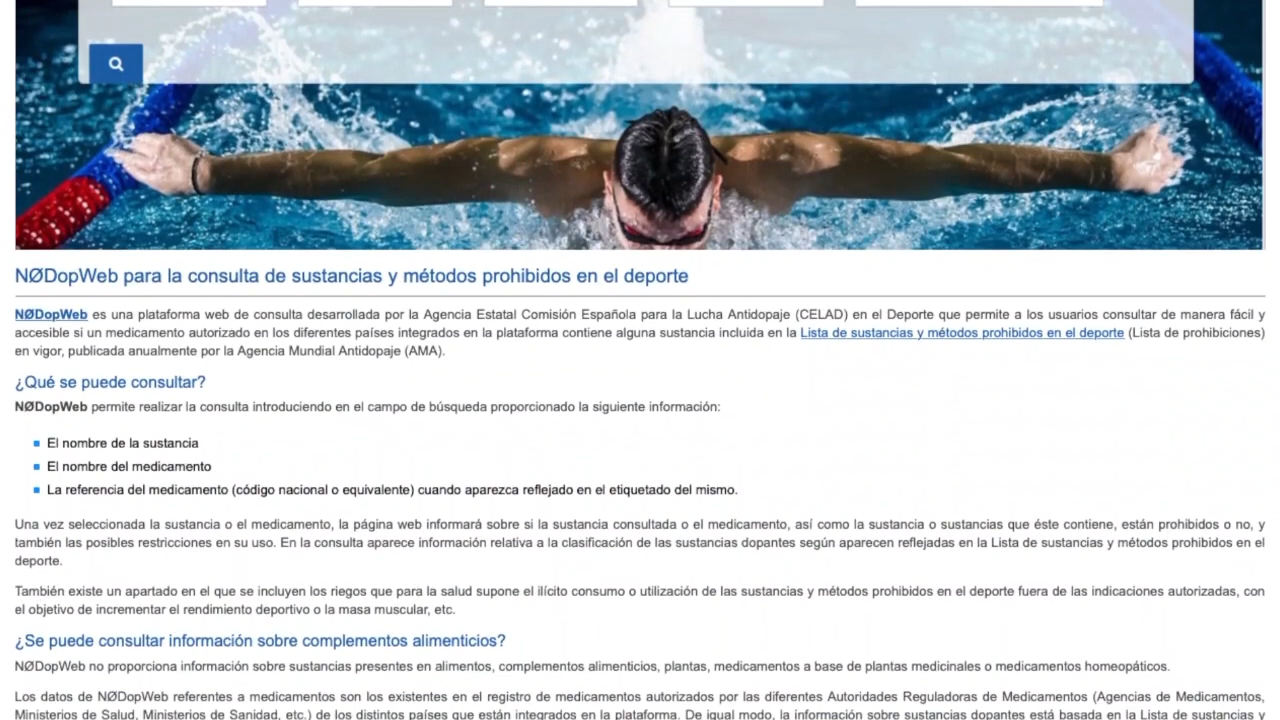 NØDopWeb para la consulta de sustancias y métodos prohibidos en el deporte
NØDopWeb es una plataforma web de consulta desarrollada por la Agencia Estatal Comisión Española para la Lucha Antidopaje (CELAD) en el Deporte que permite a los usuarios consultar de manera fácil y
accesible si un medicamento autorizado en los diferentes países integrados en la plataforma contiene alguna sustancia incluida en la Lista de sustancias y métodos prohibidos en el deporte (Lista de prohibiciones)
en vigor, publicada anualmente por la Agencia Mundial Antidopaje (AMA).
¿Qué se puede consultar?
NØDopWeb permite realizar la consulta introduciendo en el campo de búsqueda proporcionado la siguiente información:
El nombre de la sustancia
El nombre del medicamento
La referencia del medicamento (código nacional o equivalente) cuando aparezca reflejado en el etiquetado del mismo.
Una vez seleccionada la sustancia o el medicamento, la página web informará sobre si la sustancia consultada o el medicamento, así como la sustancia o sustancias que éste contiene, están prohibidos o no, y
también las posibles restricciones en su uso. En la consulta aparece información relativa a la clasificación de las sustancias dopantes según aparecen reflejadas en la Lista de sustancias y métodos prohibidos en el
deporte.
También existe un apartado en el que se incluyen los riegos que para la salud supone el ilícito consumo o utilización de las sustancias y métodos prohibidos en el deporte fuera de las indicaciones autorizadas, con
el objetivo de incrementar el rendimiento deportivo o la masa muscular, etc.
¿Se puede consultar información sobre complementos alimenticios?
NØDopWeb no proporciona información sobre sustancias presentes en alimentos, complementos alimenticios, plantas, medicamentos a base de plantas medicinales o medicamentos homeopáticos.
Los datos de NØDopWeb referentes a medicamentos son los existentes en el registro de medicamentos autorizados por las diferentes Autoridades Reguladoras de Medicamentos (Agencias de Medicamentos,
Ministerios de Salud, Ministerios de Sanidad, etc.) de los distintos países que están integrados en la plataforma. De igual modo, la información sobre sustancias dopantes está basada en la Lista de sustancias y